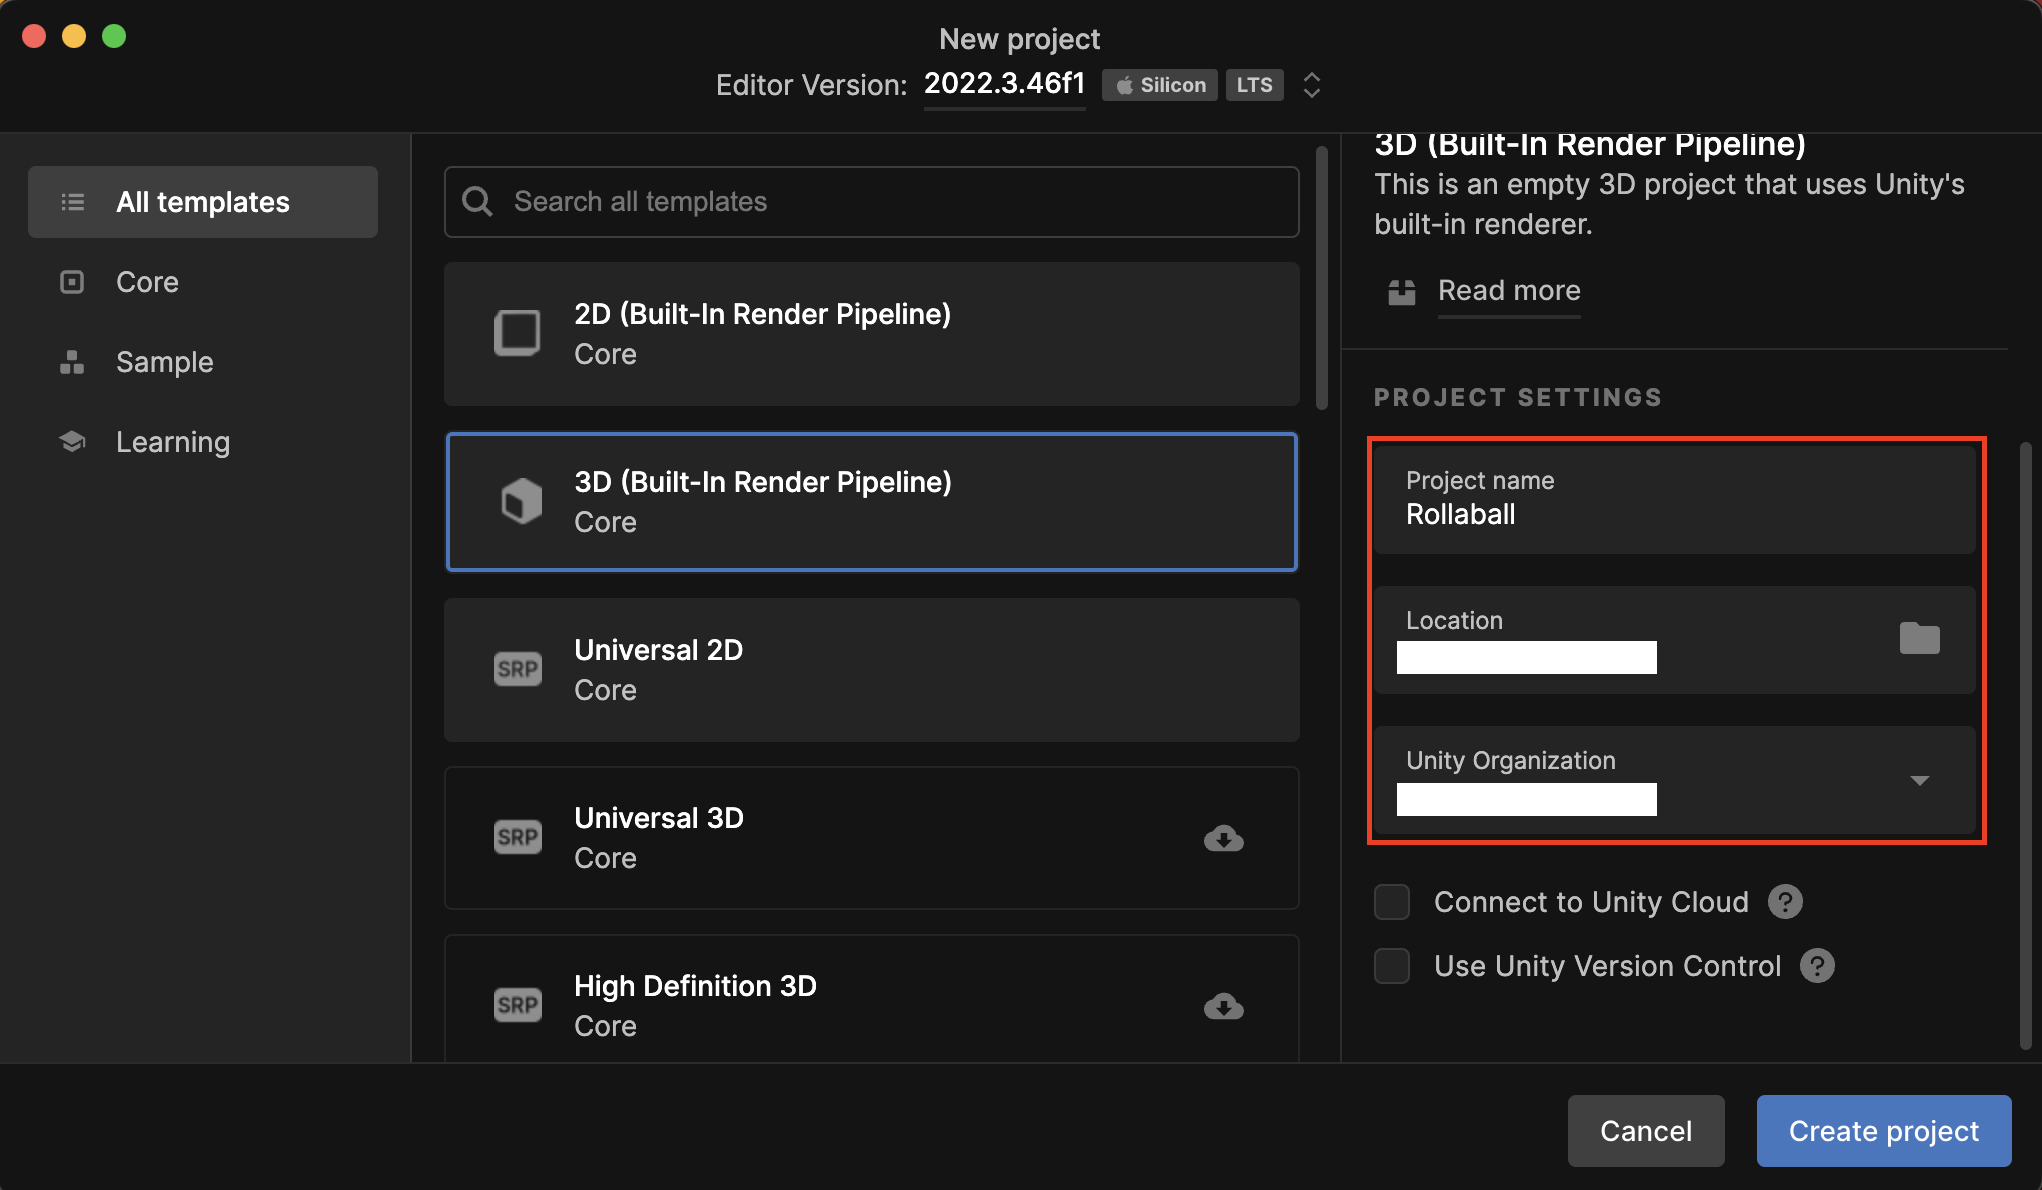 New project
Editor Version: 2022.3.46f1 Silicon LTS
All templates
Core
Sample
Learning
Search all templates
2D (Built-In Render Pipeline)
Core
3D (Built-In Render Pipeline)
Core
SRP
Universal 2D
Core
SRP
Universal 3D
Core
SRP
High Definition 3D
Core
3D (Built-In Render Pipeline)
This is an empty 3D project that uses Unity's
built-in renderer.
Read more
PROJECT SETTINGS
Project name
Rollaball
Location
Unity Organization
Connect to Unity Cloud ?
Use Unity Version Control ?
Cancel
Create project